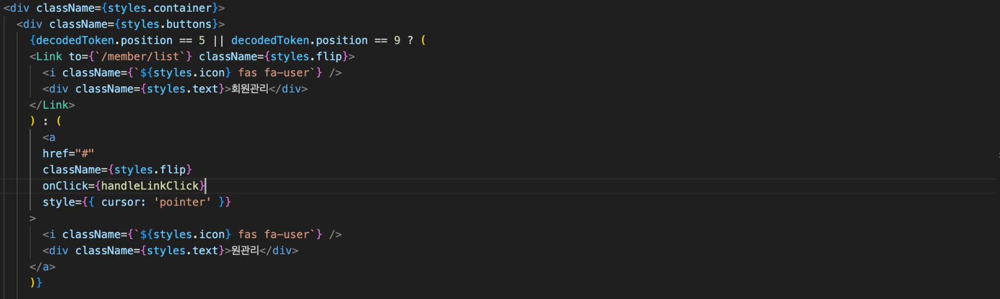 <div className={styles.container}>
<div className={styles.buttons}>
{decodedToken.position == 5 || decodedToken.position == 9 ? (
<Link to={`/member/list`} className={styles.flip}>
<i className={`${styles.icon} fas fa-user`} />
<div className={styles.text}>회원관리</div>
</Link>
) : (
<a
href="#"
className={styles.flip}
onClick={handleLinkClick}
style={{ cursor: 'pointer' }}
>
<i className={`${styles.icon} fas fa-user`} />
<div className={styles.text}>원관리</div>
</a>
)}